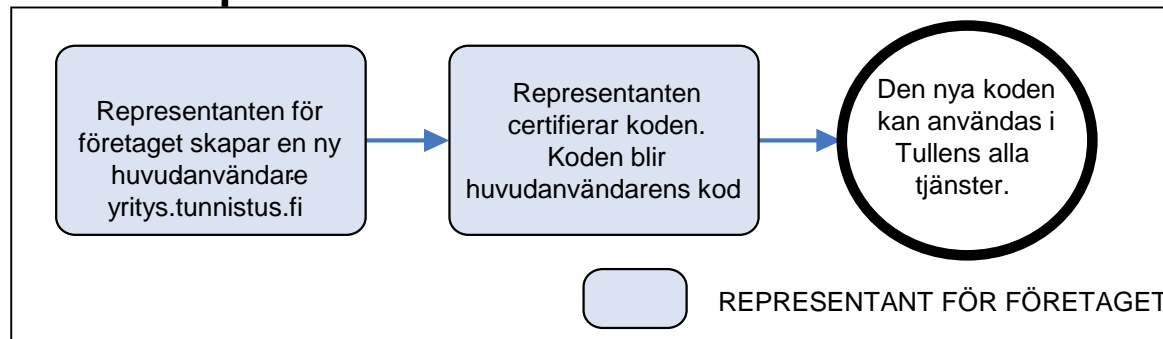 Representanten för
företaget skapar en ny
huvudanvändare-
yritys.tunnistus.fi
Representanten
certifierar koden.
Koden blir
huvudanvändarens kod
Den nya koden
kan användas i
Tullens alla
tjänster.
REPRESENTANT FÖR FÖRETAGET